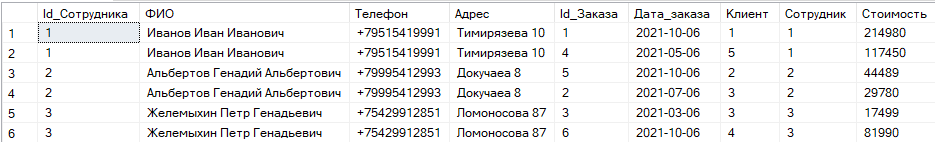 Id_Сотрудника ФИО Телефон Адрес Id_Заказа Дата_заказа Клиент Сотрудник Стоимость
1 1 Иванов Иван Иванович +79515419991 Тимирязева 10 1 2021-10-06 1 1 214980
2 1 Иванов Иван Иванович +79515419991 Тимирязева 10 4 2021-05-06 5 1 117450
3 2 Альбертов Генадий Альбертович +79995412993 Докучаеа 8 5 2021-10-06 2 2 44489
4 2 Альбертов Генадий Альбертович +79995412993 Докучаеа 8 2 2021-07-06 3 2 29780
5 3 Желемыхин Петр Генадьевич +75429912851 Ломоносова 87 3 2021-03-06 3 3 17499
6 3 Желемыхин Петр Генадьевич +75429912851 Ломоносова 87 6 2021-10-06 4 3 81990